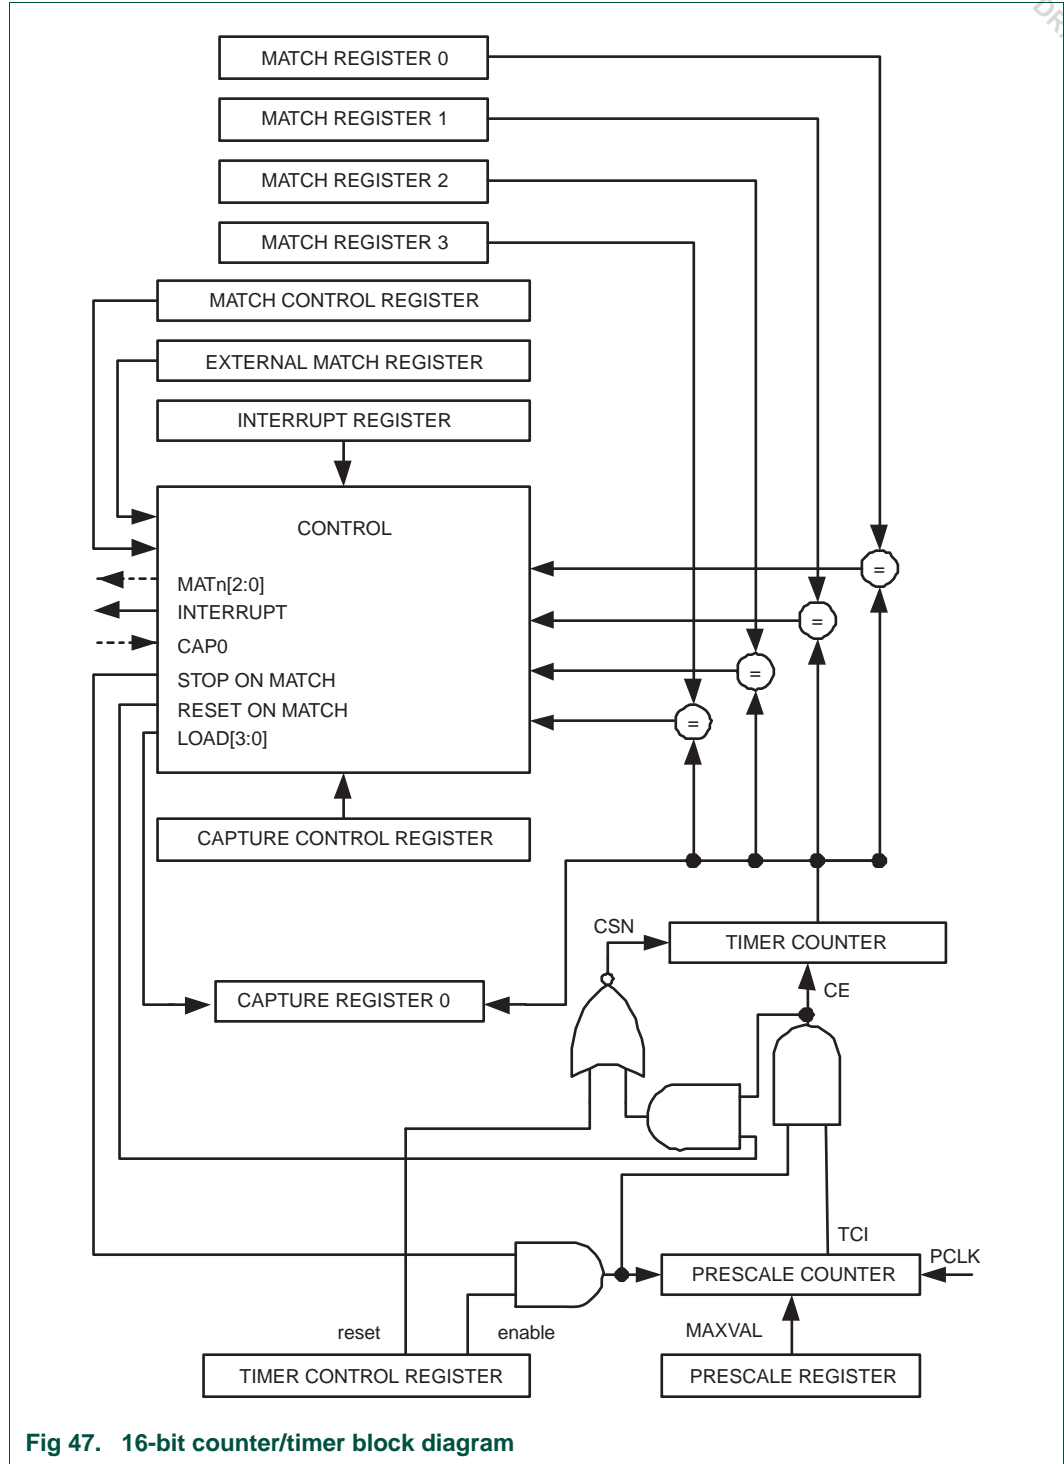 MATCH REGISTER 0
MATCH REGISTER 1
MATCH REGISTER 2
MATCH REGISTER 3
MATCH CONTROL REGISTER
EXTERNAL MATCH REGISTER
INTERRUPT REGISTER
CONTROL
=
MATn[2:0]
INTERRUPT
=
CAP0
STOP ON MATCH
=
RESET ON MATCH
=
LOAD[3:0]
CAPTURE CONTROL REGISTER
CSN
TIMER COUNTER
CE
CAPTURE REGISTER 0
TCI
PCLK
PRESCALE COUNTER
reset
enable
MAXVAL
TIMER CONTROL REGISTER
PRESCALE REGISTER
Fig 47. 16-bit counter/timer block diagram